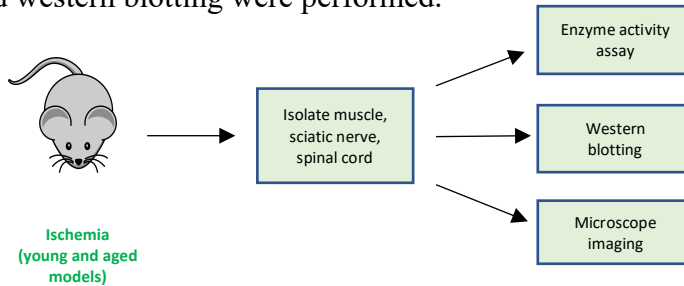 d western blotting were performed.
Enzyme activity
assay
Isolate muscle,
sciatic nerve,
spinal cord
Western
blotting
Microscope
imaging
Ischemia
(young and aged
models)